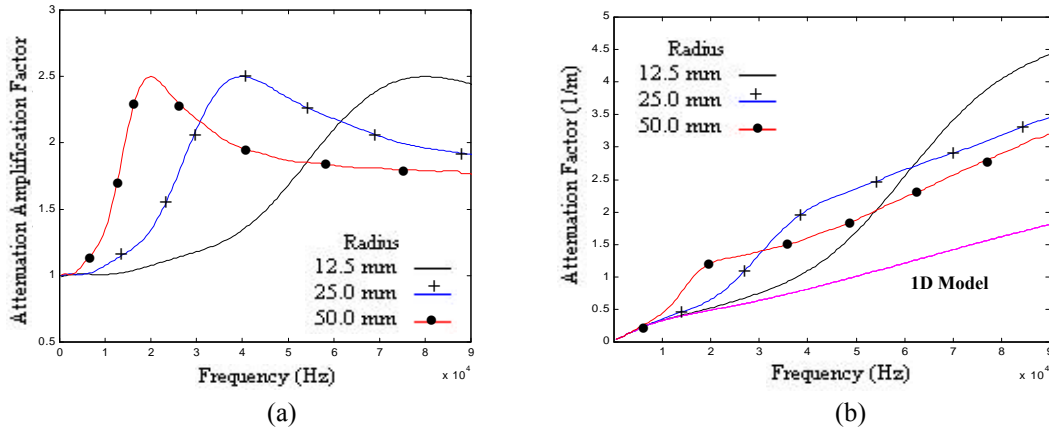 Attenuation Amplification Factor
3
2.5
2
1.5
1
0.5
0 1 2 3 4 5 6 7 8 9
x 10⁴
Frequency (Hz)
Radius
12.5 mm
25.0 mm
50.0 mm
(a)
Attenuation Factor (1/m)
5
4.5
4
3.5
3
2.5
2
1.5
1
0.5
0
0 1 2 3 4 5 6 7 8 9
x 10⁴
Frequency (Hz)
Radius
12.5 mm
25.0 mm
50.0 mm
1D Model
(b)